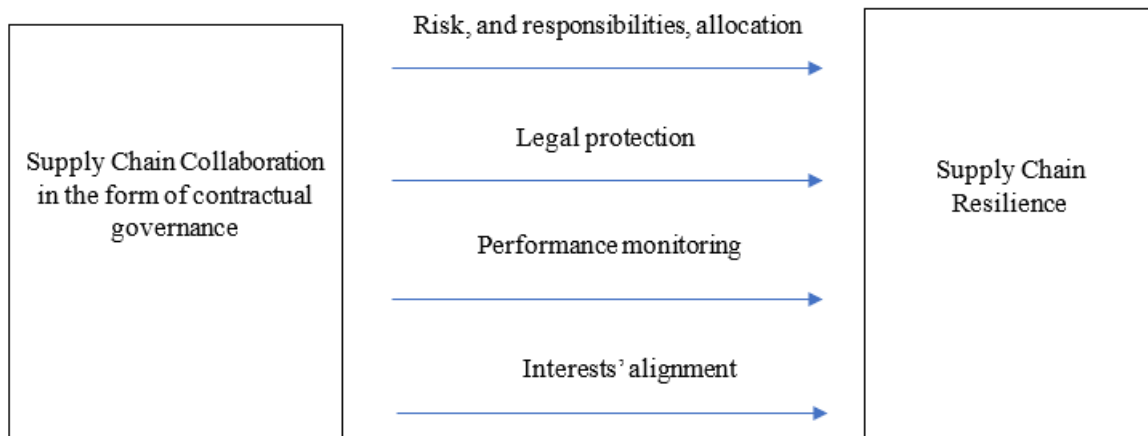 Risk, and responsibilities, allocation
Legal protection
Supply Chain Collaboration
in the form of contractual
governance
Supply Chain
Resilience
Performance monitoring
Interests’ alignment